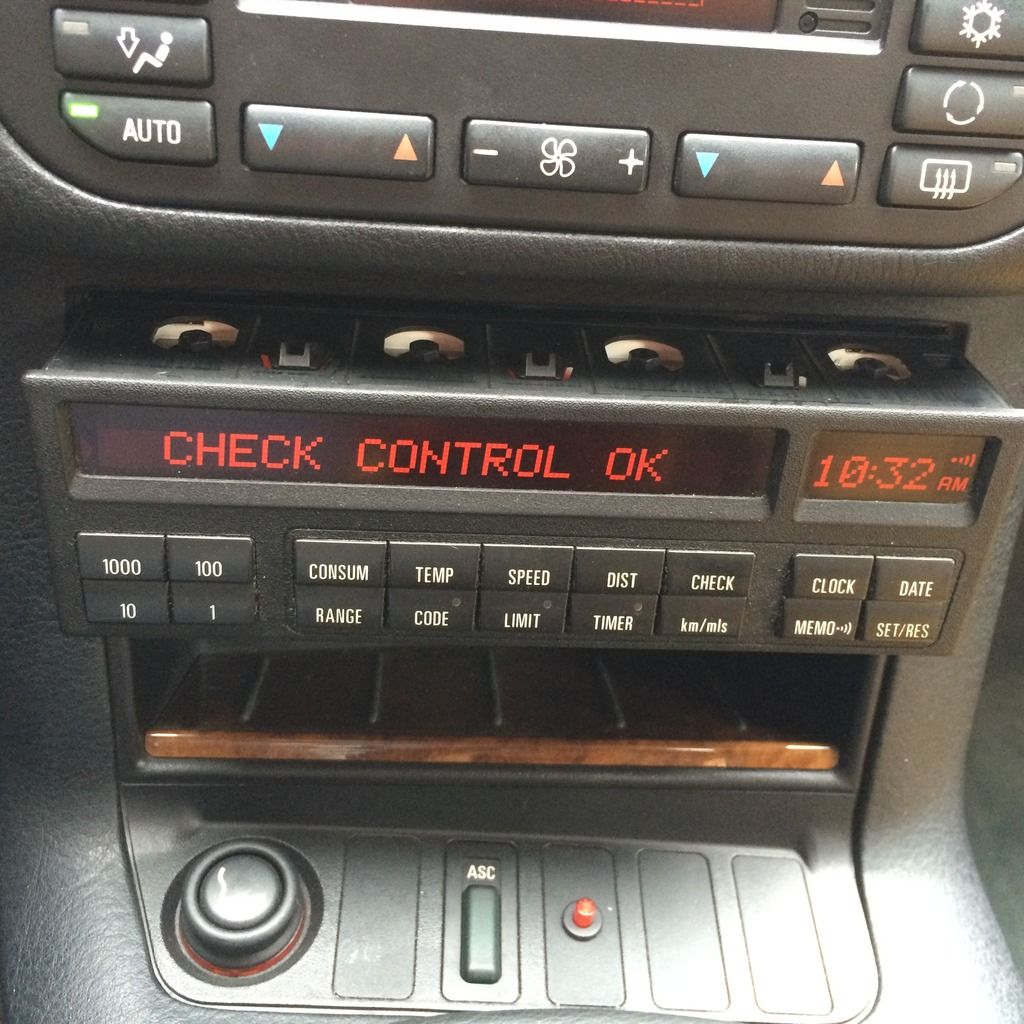 AUTO
CHECK CONTROL OK
10:32 AM
1000 100
10 1
CONSUM TEMP SPEED DIST CHECK
RANGE CODE LIMIT TIMER km/mls
CLOCK DATE
MEMO SET/RES
ASC